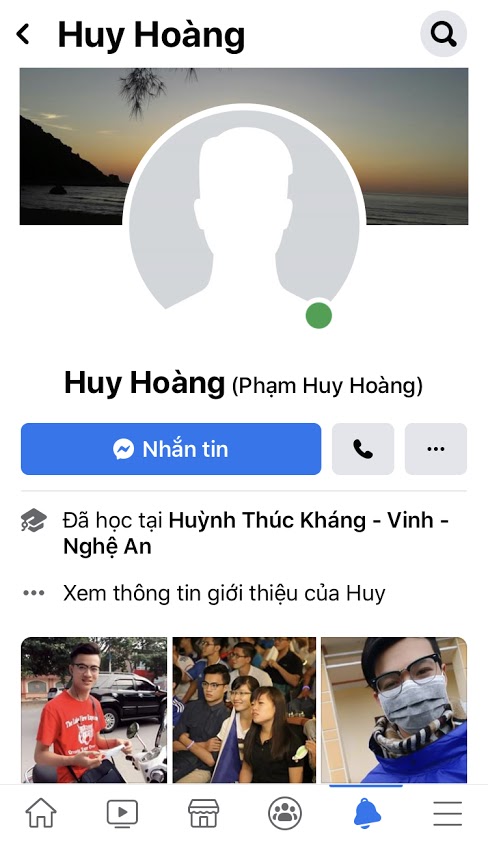 Huy Hoàng
Huy Hoàng (Phạm Huy Hoàng)
Nhắn tin
Đã học tại Huỳnh Thúc Kháng - Vinh -
Nghệ An
Xem thông tin giới thiệu của Huy